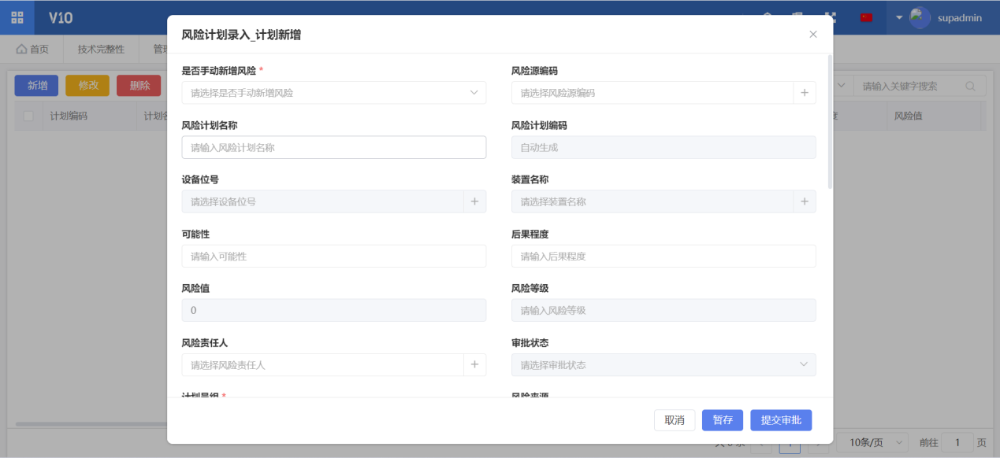 V10
supadmin
风险计划录入_计划新增
首页
技术完整性
新增
修改
删除
请输入关键字搜索
计划编码
风险值
是否手动新增风险 *
请选择是否手动新增风险
风险源编码
请选择风险源编码
风险计划名称
请输入风险计划名称
风险计划编码
自动生成
设备位号
请选择设备位号
装置名称
请选择装置名称
可能性
请输入可能性
后果程度
请输入后果程度
风险值
0
风险等级
请输入风险等级
风险责任人
请选择风险责任人
审批状态
请选择审批状态
风险来源
取消
暂存
提交审批
10条/页
前往
1
页